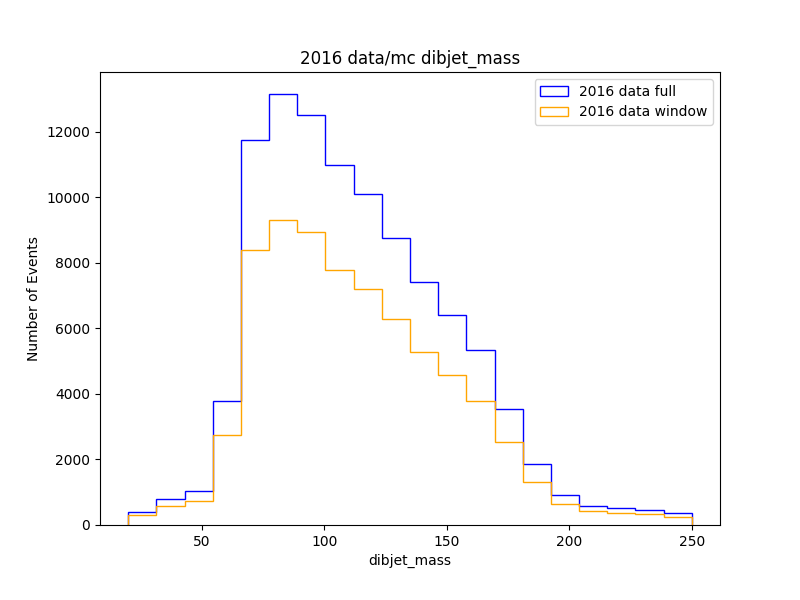 2016 data/mc dibjet_mass
2016 data full
2016 data window
12000
10000
8000
6000
4000
2000
0
Number of Events
50
100
150
200
250
dibjet_mass